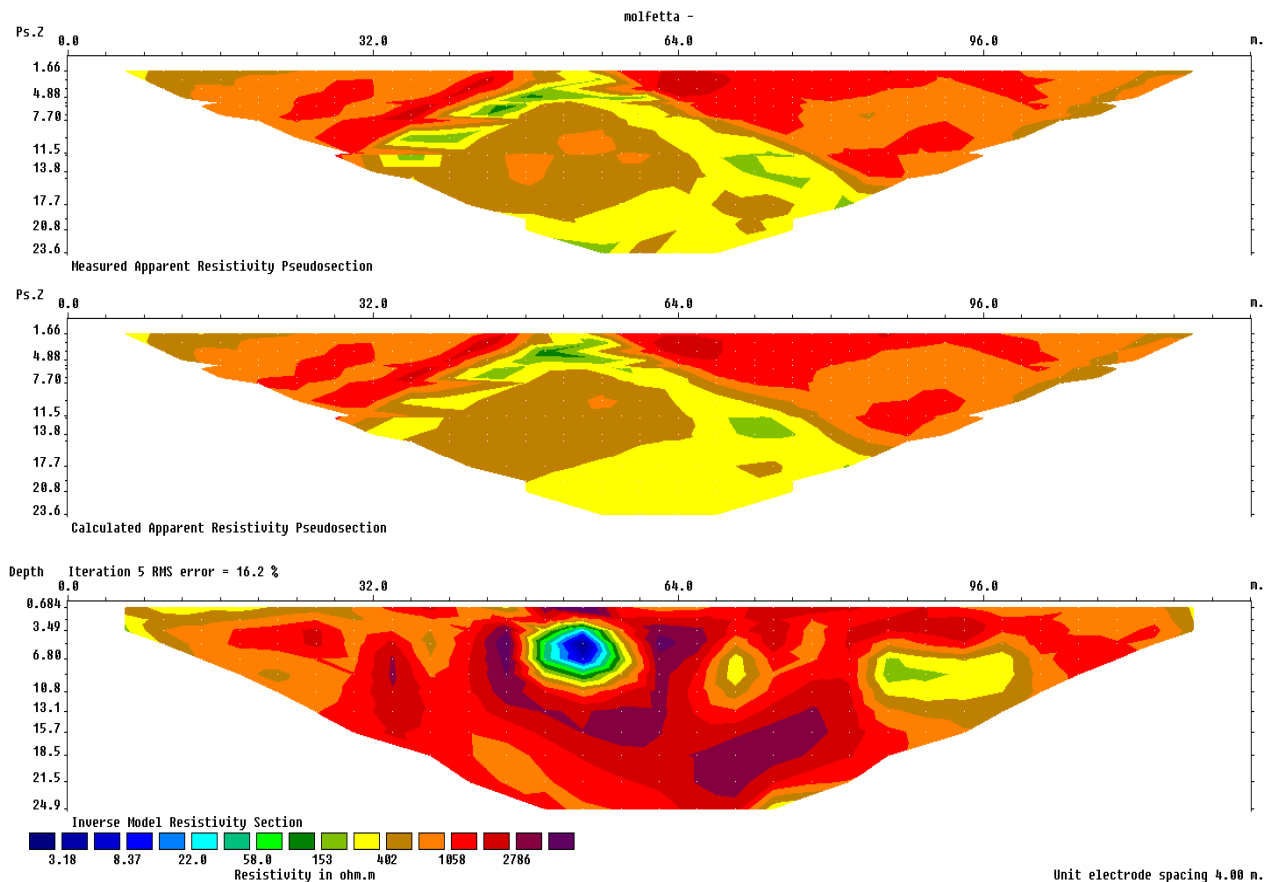 molfetta -
Ps.Z 0.0 32.0 64.0 96.0 m.
1.66
4.88
7.70
11.5
13.8
17.7
20.8
23.6
Measured Apparent Resistivity Pseudosection
Ps.Z 0.0 32.0 64.0 96.0 m.
1.66
4.88
7.70
11.5
13.8
17.7
20.8
23.6
Calculated Apparent Resistivity Pseudosection
Depth Iteration 5 RMS error = 16.2 %
0.0 32.0 64.0 96.0 m.
0.684
3.49
6.80
10.8
13.1
15.7
18.5
21.5
24.9
Inverse Model Resistivity Section
3.18 8.37 22.0 58.0 153 402 1058 2786
Resistivity in ohm.m
Unit electrode spacing 4.00 m.